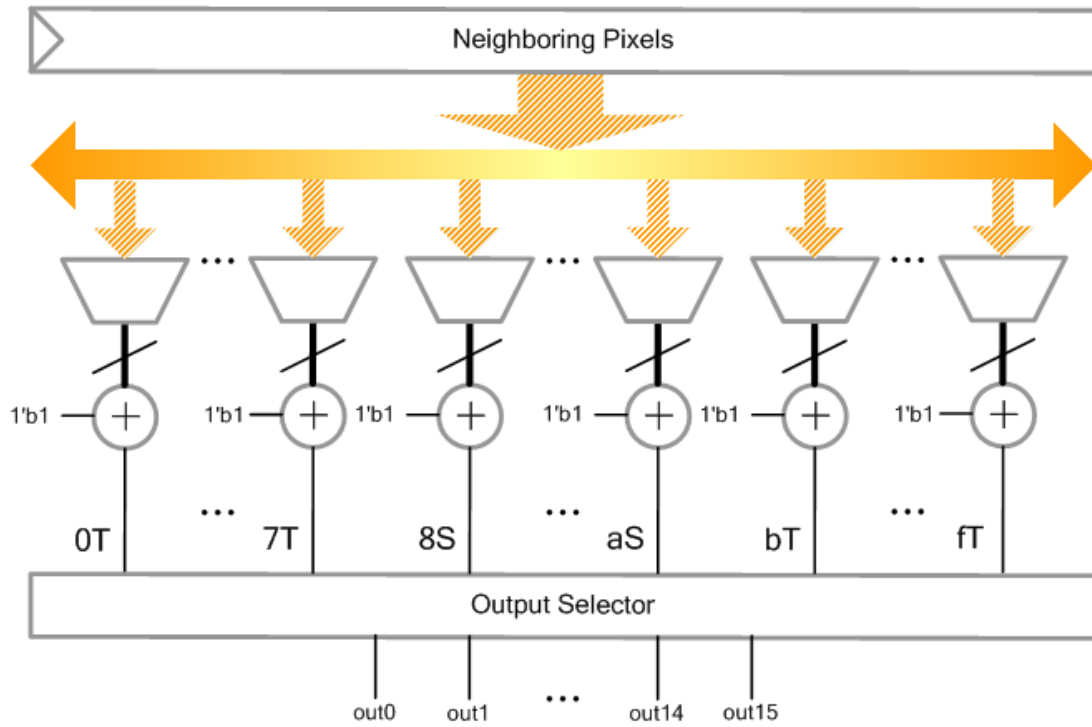 Neighboring Pixels
... ... ...
1'b1 + 1'b1 + 1'b1 + 1'b1 + 1'b1 + 1'b1 +
... ... ...
0T 7T 8S aS bT fT
Output Selector
...
out0 out1 out14 out15